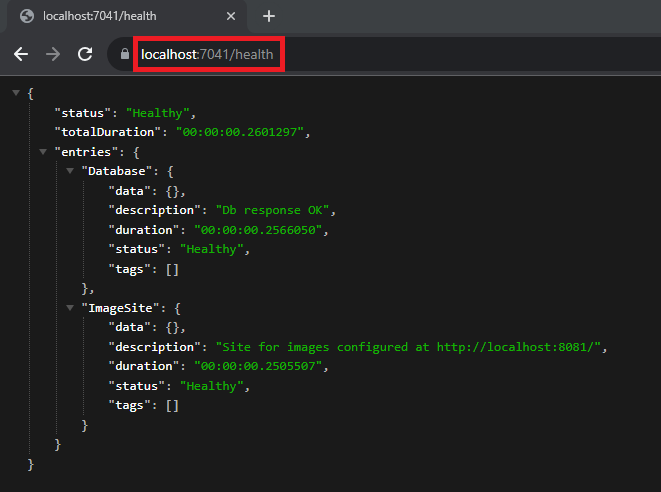 localhost:7041/health
localhost:7041/health
{
"status": "Healthy",
"totalDuration": "00:00:00.2601297",
"entries": {
"Database": {
"data": {},
"description": "Db response OK",
"duration": "00:00:00.2566050",
"status": "Healthy",
"tags": []
},
"ImageSite": {
"data": {},
"description": "Site for images configured at http://localhost:8081/",
"duration": "00:00:00.2505507",
"status": "Healthy",
"tags": []
}
}
}